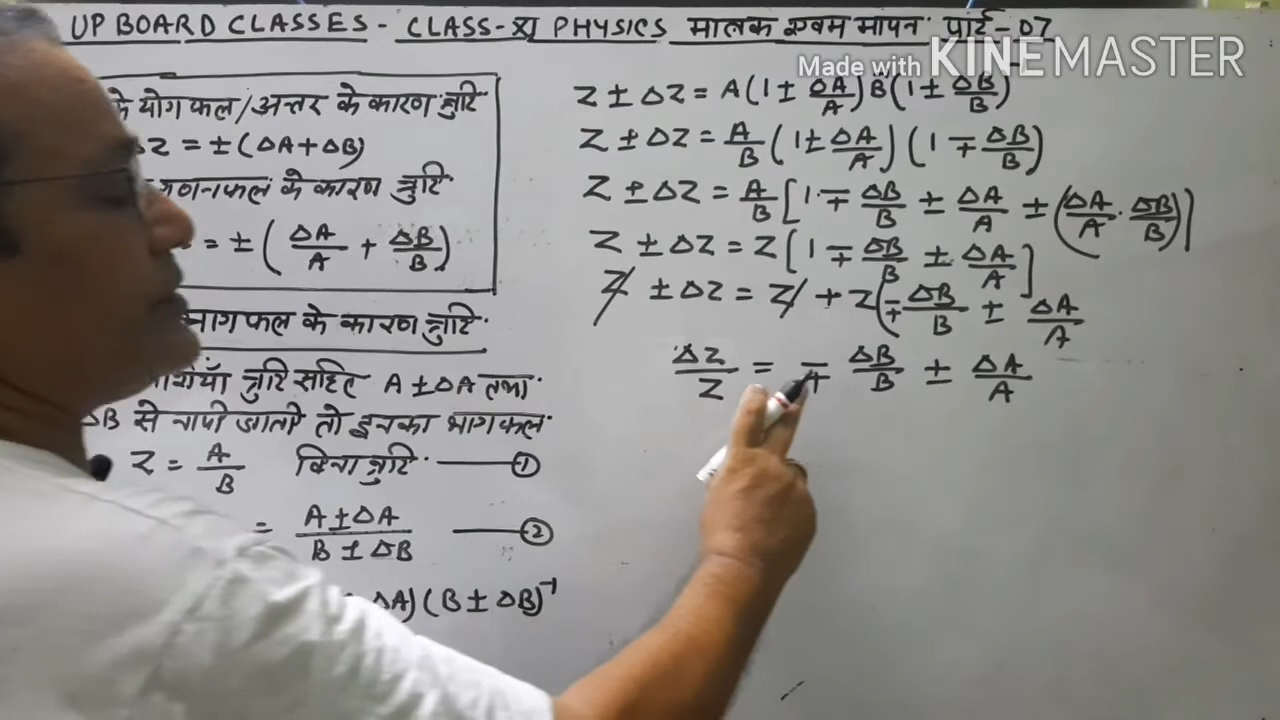 UP BOARD CLASSES - CLASS-XI PHYSICS मात्रक एवम मापन पार्ट-07
Made with KINEMASTER
के योगफल/अन्तर के कारण त्रुटि
ΔZ = ±(ΔA+ΔB)
गुणनफल के कारण त्रुटि
= ±(ΔA/A + ΔB/B)
भागफल के कारण त्रुटि
त्रुटि सहित A±ΔA तथा
ΔB से नापी जाती तो इनका भागफल
Z = A/B बिना त्रुटि —— ①
= (A±ΔA)/(B±ΔB) —— ②
ΔA)(B±ΔB)⁻¹
Z±ΔZ = A(1±ΔA/A)B(1±ΔB/B)
Z±ΔZ = A/B(1±ΔA/A)(1∓ΔB/B)
Z±ΔZ = A/B[1∓ΔB/B±ΔA/A±(ΔA/A·ΔB/B)]
Z±ΔZ = Z[1∓ΔB/B±ΔA/A]
Z±ΔZ = Z+Z(∓ΔB/B±ΔA/A
ΔZ/Z = ∓ΔB/B±ΔA/A